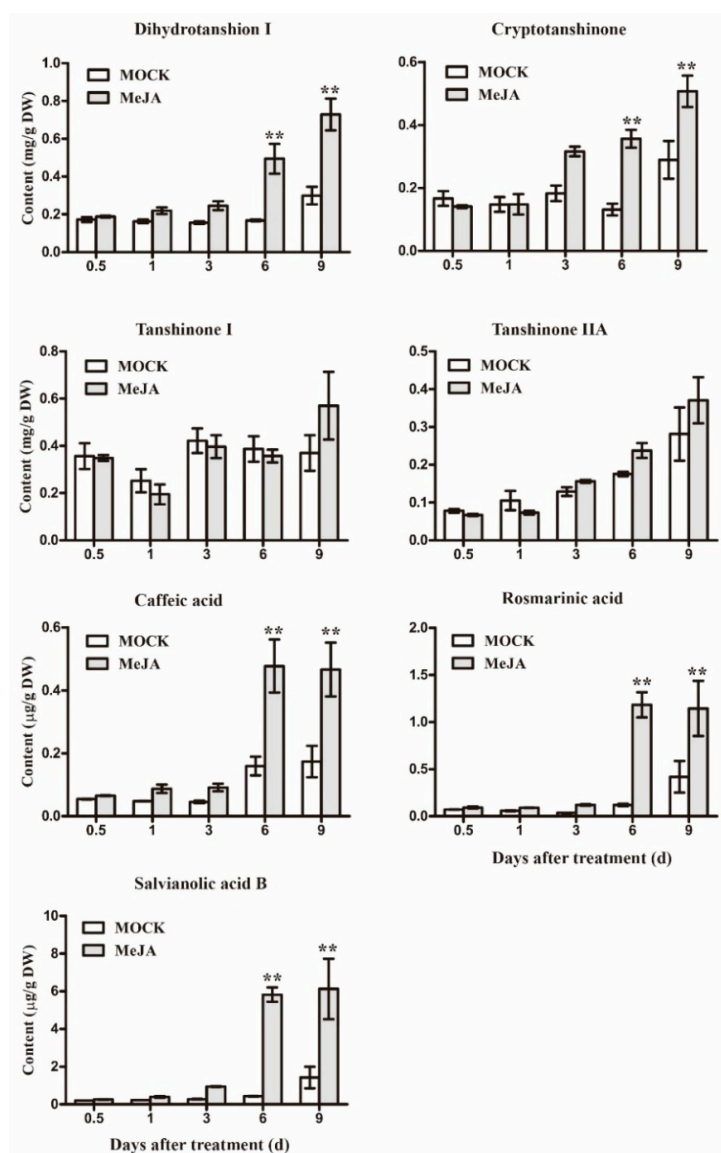 Dihydrotanshion I
MOCK
MeJA
Content (mg/g DW)
1.0
0.8
0.6
0.4
0.2
0.0
**
**
0.5 1 3 6 9
Cryptotanshinone
MOCK
MeJA
0.6
0.4
0.2
0.0
**
**
0.5 1 3 6 9
Tanshinone I
MOCK
MeJA
Content (mg/g DW)
0.8
0.6
0.4
0.2
0.0
0.5 1 3 6 9
Tanshinone IIA
MOCK
MeJA
0.5
0.4
0.3
0.2
0.1
0.0
0.5 1 3 6 9
Caffeic acid
MOCK
MeJA
Content (μg/g DW)
0.6
0.4
0.2
0.0
**
**
0.5 1 3 6 9
Rosmarinic acid
MOCK
MeJA
2.0
1.5
1.0
0.5
0.0
**
**
0.5 1 3 6 9
Days after treatment (d)
Salvianolic acid B
MOCK
MeJA
Content (μg/g DW)
10
8
6
4
2
0
**
**
0.5 1 3 6 9
Days after treatment (d)